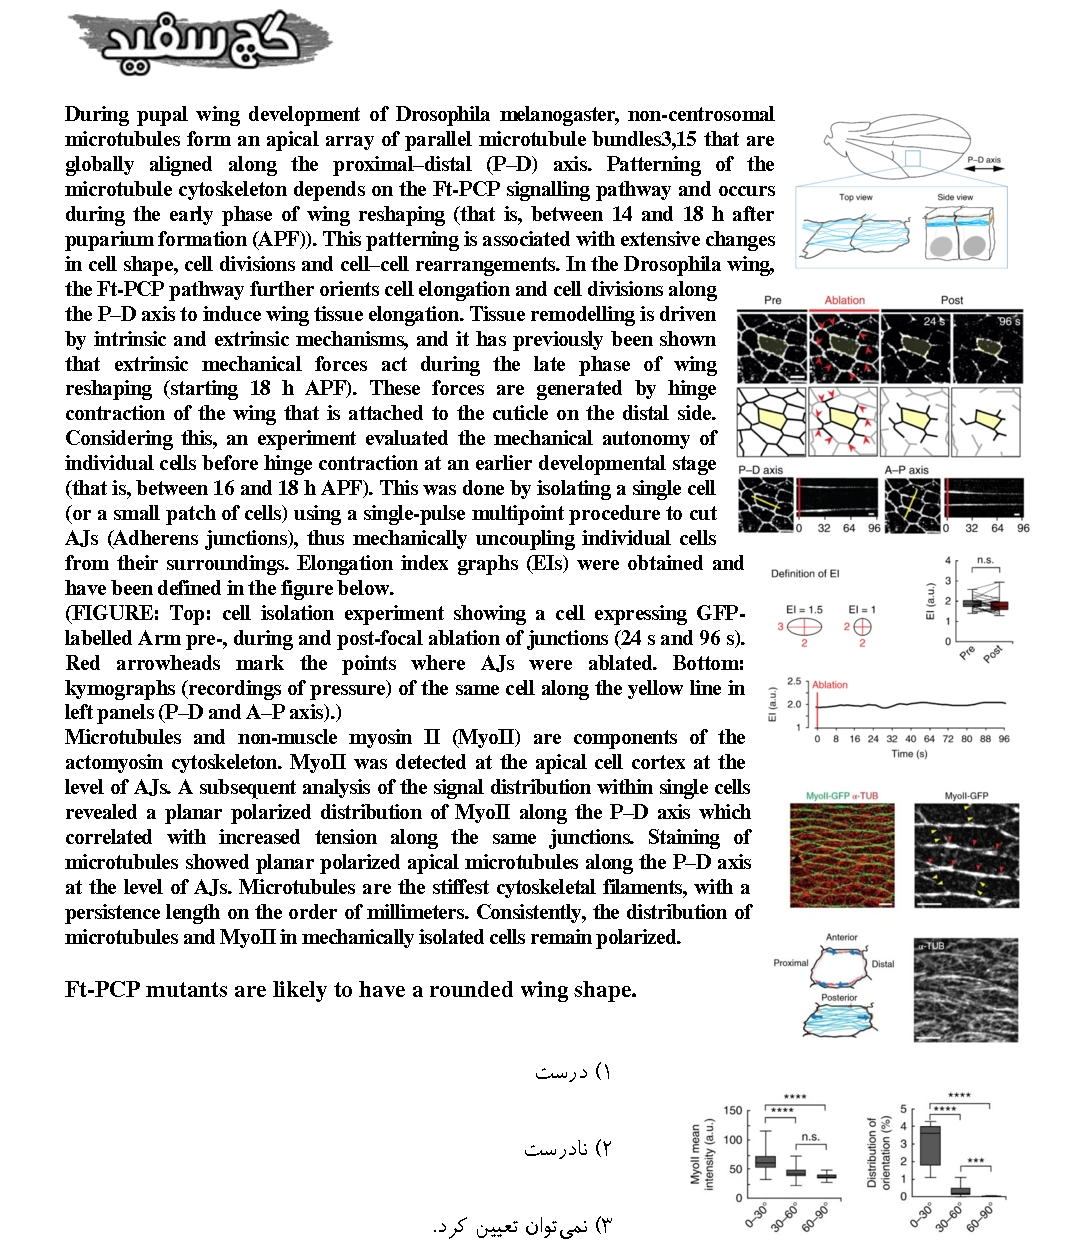 گچ سفید
During pupal wing development of Drosophila melanogaster, non-centrosomal
microtubules form an apical array of parallel microtubule bundles3,15 that are
globally aligned along the proximal–distal (P–D) axis. Patterning of the
microtubule cytoskeleton depends on the Ft-PCP signalling pathway and occurs
during the early phase of wing reshaping (that is, between 14 and 18 h after
puparium formation (APF)). This patterning is associated with extensive changes
in cell shape, cell divisions and cell–cell rearrangements. In the Drosophila wing,
the Ft-PCP pathway further orients cell elongation and cell divisions along
the P–D axis to induce wing tissue elongation. Tissue remodelling is driven
by intrinsic and extrinsic mechanisms, and it has previously been shown
that extrinsic mechanical forces act during the late phase of wing
reshaping (starting 18 h APF). These forces are generated by hinge
contraction of the wing that is attached to the cuticle on the distal side.
Considering this, an experiment evaluated the mechanical autonomy of
individual cells before hinge contraction at an earlier developmental stage
(that is, between 16 and 18 h APF). This was done by isolating a single cell
(or a small patch of cells) using a single-pulse multipoint procedure to cut
AJs (Adherens junctions), thus mechanically uncoupling individual cells
from their surroundings. Elongation index graphs (EIs) were obtained and
have been defined in the figure below.
(FIGURE: Top: cell isolation experiment showing a cell expressing GFP-
labelled Arm pre-, during and post-focal ablation of junctions (24 s and 96 s).
Red arrowheads mark the points where AJs were ablated. Bottom:
kymographs (recordings of pressure) of the same cell along the yellow line in
left panels (P–D and A–P axis).)
Microtubules and non-muscle myosin II (MyoII) are components of the
actomyosin cytoskeleton. MyoII was detected at the apical cell cortex at the
level of AJs. A subsequent analysis of the signal distribution within single cells
revealed a planar polarized distribution of MyoII along the P–D axis which
correlated with increased tension along the same junctions. Staining of
microtubules showed planar polarized apical microtubules along the P–D axis
at the level of AJs. Microtubules are the stiffest cytoskeletal filaments, with a
persistence length on the order of millimeters. Consistently, the distribution of
microtubules and MyoII in mechanically isolated cells remain polarized.
Ft-PCP mutants are likely to have a rounded wing shape.
۱) درست
۲) نادرست
۳) نمی‌توان تعیین کرد.
P–D axis
Top view
Side view
Pre
Ablation
Post
24 s
96 s
P–D axis
A–P axis
0 32 64 96
0 32 64 96
Definition of EI
EI = 1.5
EI = 1
3
2
2
2
EI (a.u.)
4
3
2
1
0
n.s.
Pre
Post
EI (a.u.)
2.5
2.0
1
Ablation
0 8 16 24 32 40 48 56 64 72 80 88 96
Time (s)
MyoII-GFP α-TUB
MyoII-GFP
Anterior
Proximal
Distal
Posterior
α-TUB
MyoII mean
intensity (a.u.)
150
100
50
0
****
****
n.s.
0–30°
30–60°
60–90°
Distribution of
orientation (%)
5
4
3
2
1
0
****
****
***
0–30°
30–60°
60–90°